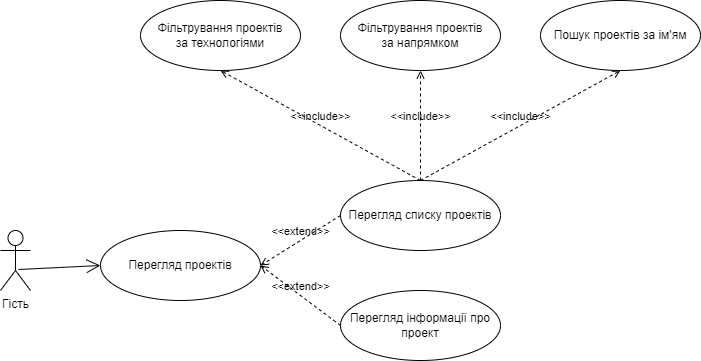 Фільтрування проектів
за технологіями
Фільтрування проектів
за напрямком
Пошук проектів за ім'ям
<<include>>
<<include>>
<<include>>
Перегляд списку проектів
<<extend>>
Перегляд проектів
<<extend>>
Гість
Перегляд інформації про
проект